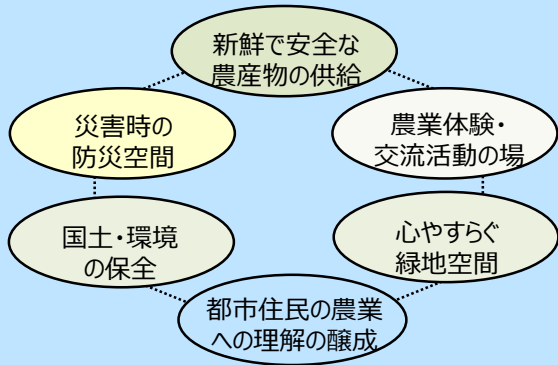 新鮮で安全な
農産物の供給
災害時の
防災空間
農業体験・
交流活動の場
国土・環境
の保全
心やすらぐ
緑地空間
都市住民の農業
への理解の醸成